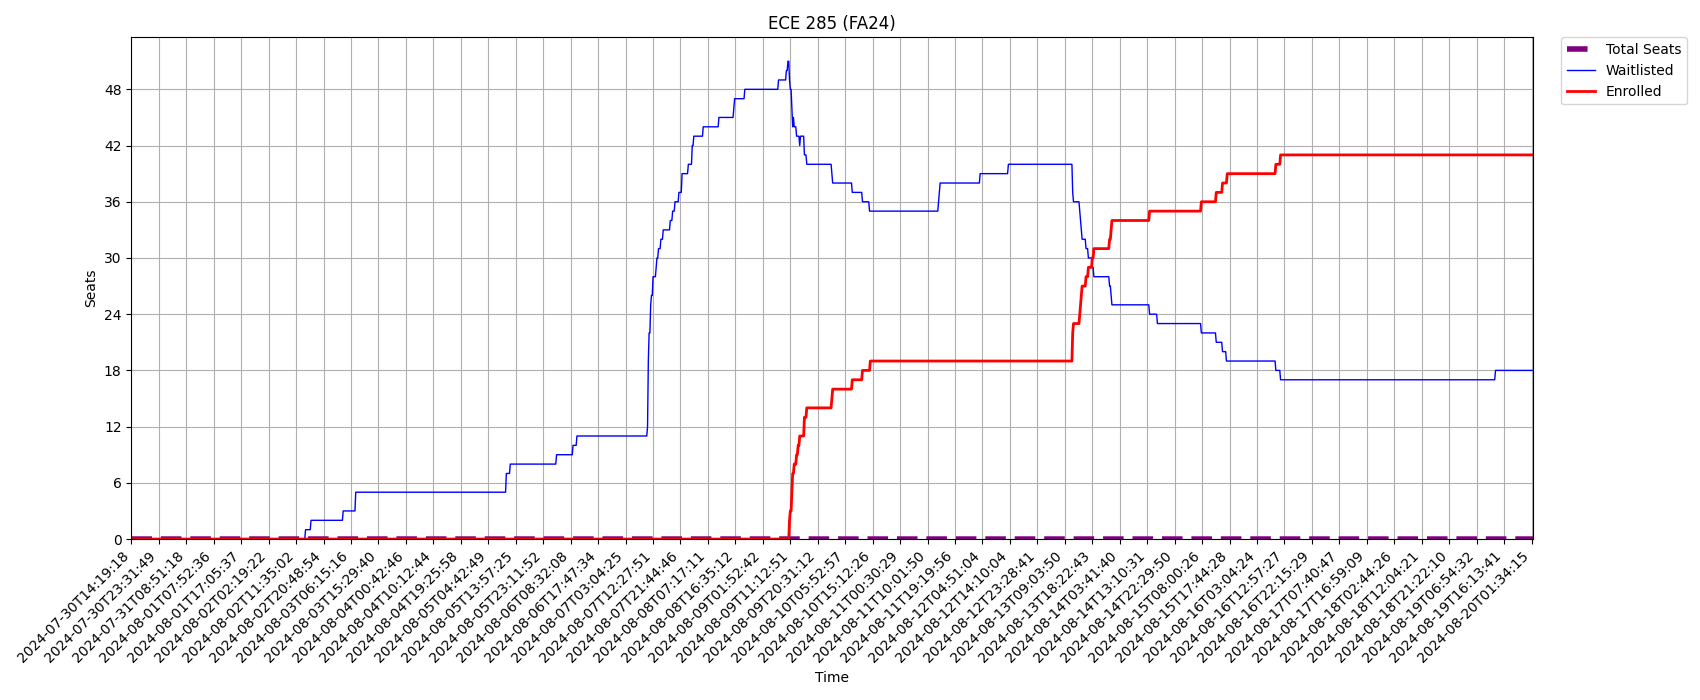 ECE 285 (FA24)
Total Seats
Waitlisted
Enrolled
Seats
48
42
36
30
24
18
12
6
0
2024-07-30T14:19:18
2024-07-30T23:31:49
2024-07-31T08:51:18
2024-08-01T07:52:36
2024-08-01T17:05:37
2024-08-02T02:19:22
2024-08-02T11:35:02
2024-08-02T20:48:54
2024-08-03T06:15:16
2024-08-03T15:29:40
2024-08-04T00:42:46
2024-08-04T10:12:44
2024-08-04T19:25:58
2024-08-05T04:42:49
2024-08-05T13:57:25
2024-08-05T23:11:52
2024-08-06T08:32:08
2024-08-06T17:47:34
2024-08-07T03:04:25
2024-08-07T12:27:51
2024-08-07T21:44:46
2024-08-08T07:17:11
2024-08-08T16:35:12
2024-08-09T01:52:42
2024-08-09T11:12:51
2024-08-09T20:31:12
2024-08-10T05:52:57
2024-08-10T15:12:26
2024-08-11T00:30:29
2024-08-11T10:01:50
2024-08-11T19:19:56
2024-08-12T04:51:04
2024-08-12T14:10:04
2024-08-12T23:28:41
2024-08-13T09:03:50
2024-08-13T18:22:43
2024-08-14T03:41:40
2024-08-14T13:10:31
2024-08-14T22:29:50
2024-08-15T08:00:26
2024-08-15T17:44:28
2024-08-16T03:04:24
2024-08-16T12:57:27
2024-08-16T22:15:29
2024-08-17T07:40:47
2024-08-17T16:59:09
2024-08-18T02:44:26
2024-08-18T12:04:21
2024-08-18T21:22:10
2024-08-19T06:54:32
2024-08-19T16:13:41
2024-08-20T01:34:15
Time